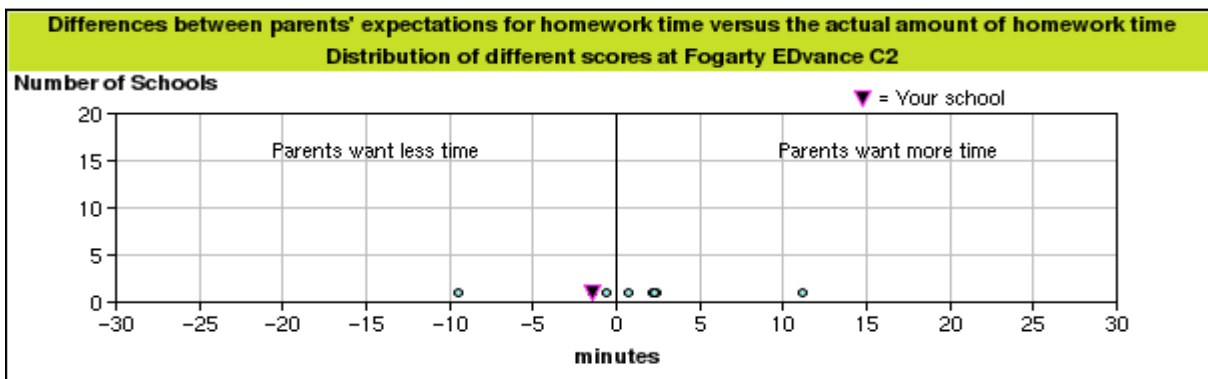 Differences between parents' expectations for homework time versus the actual amount of homework time
Distribution of different scores at Fogarty EDvance C2
Number of Schools
= Your school
20
Parents want less time
Parents want more time
15
10
5
0
-30 -25 -20 -15 -10 -5 0 5 10 15 20 25 30
minutes